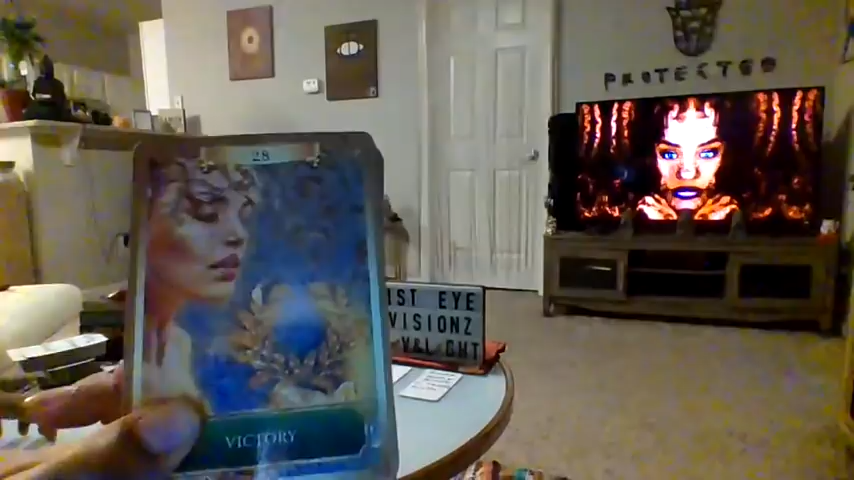 PROTECTED
28
1ST EYE
VISIONZ
VICTORY